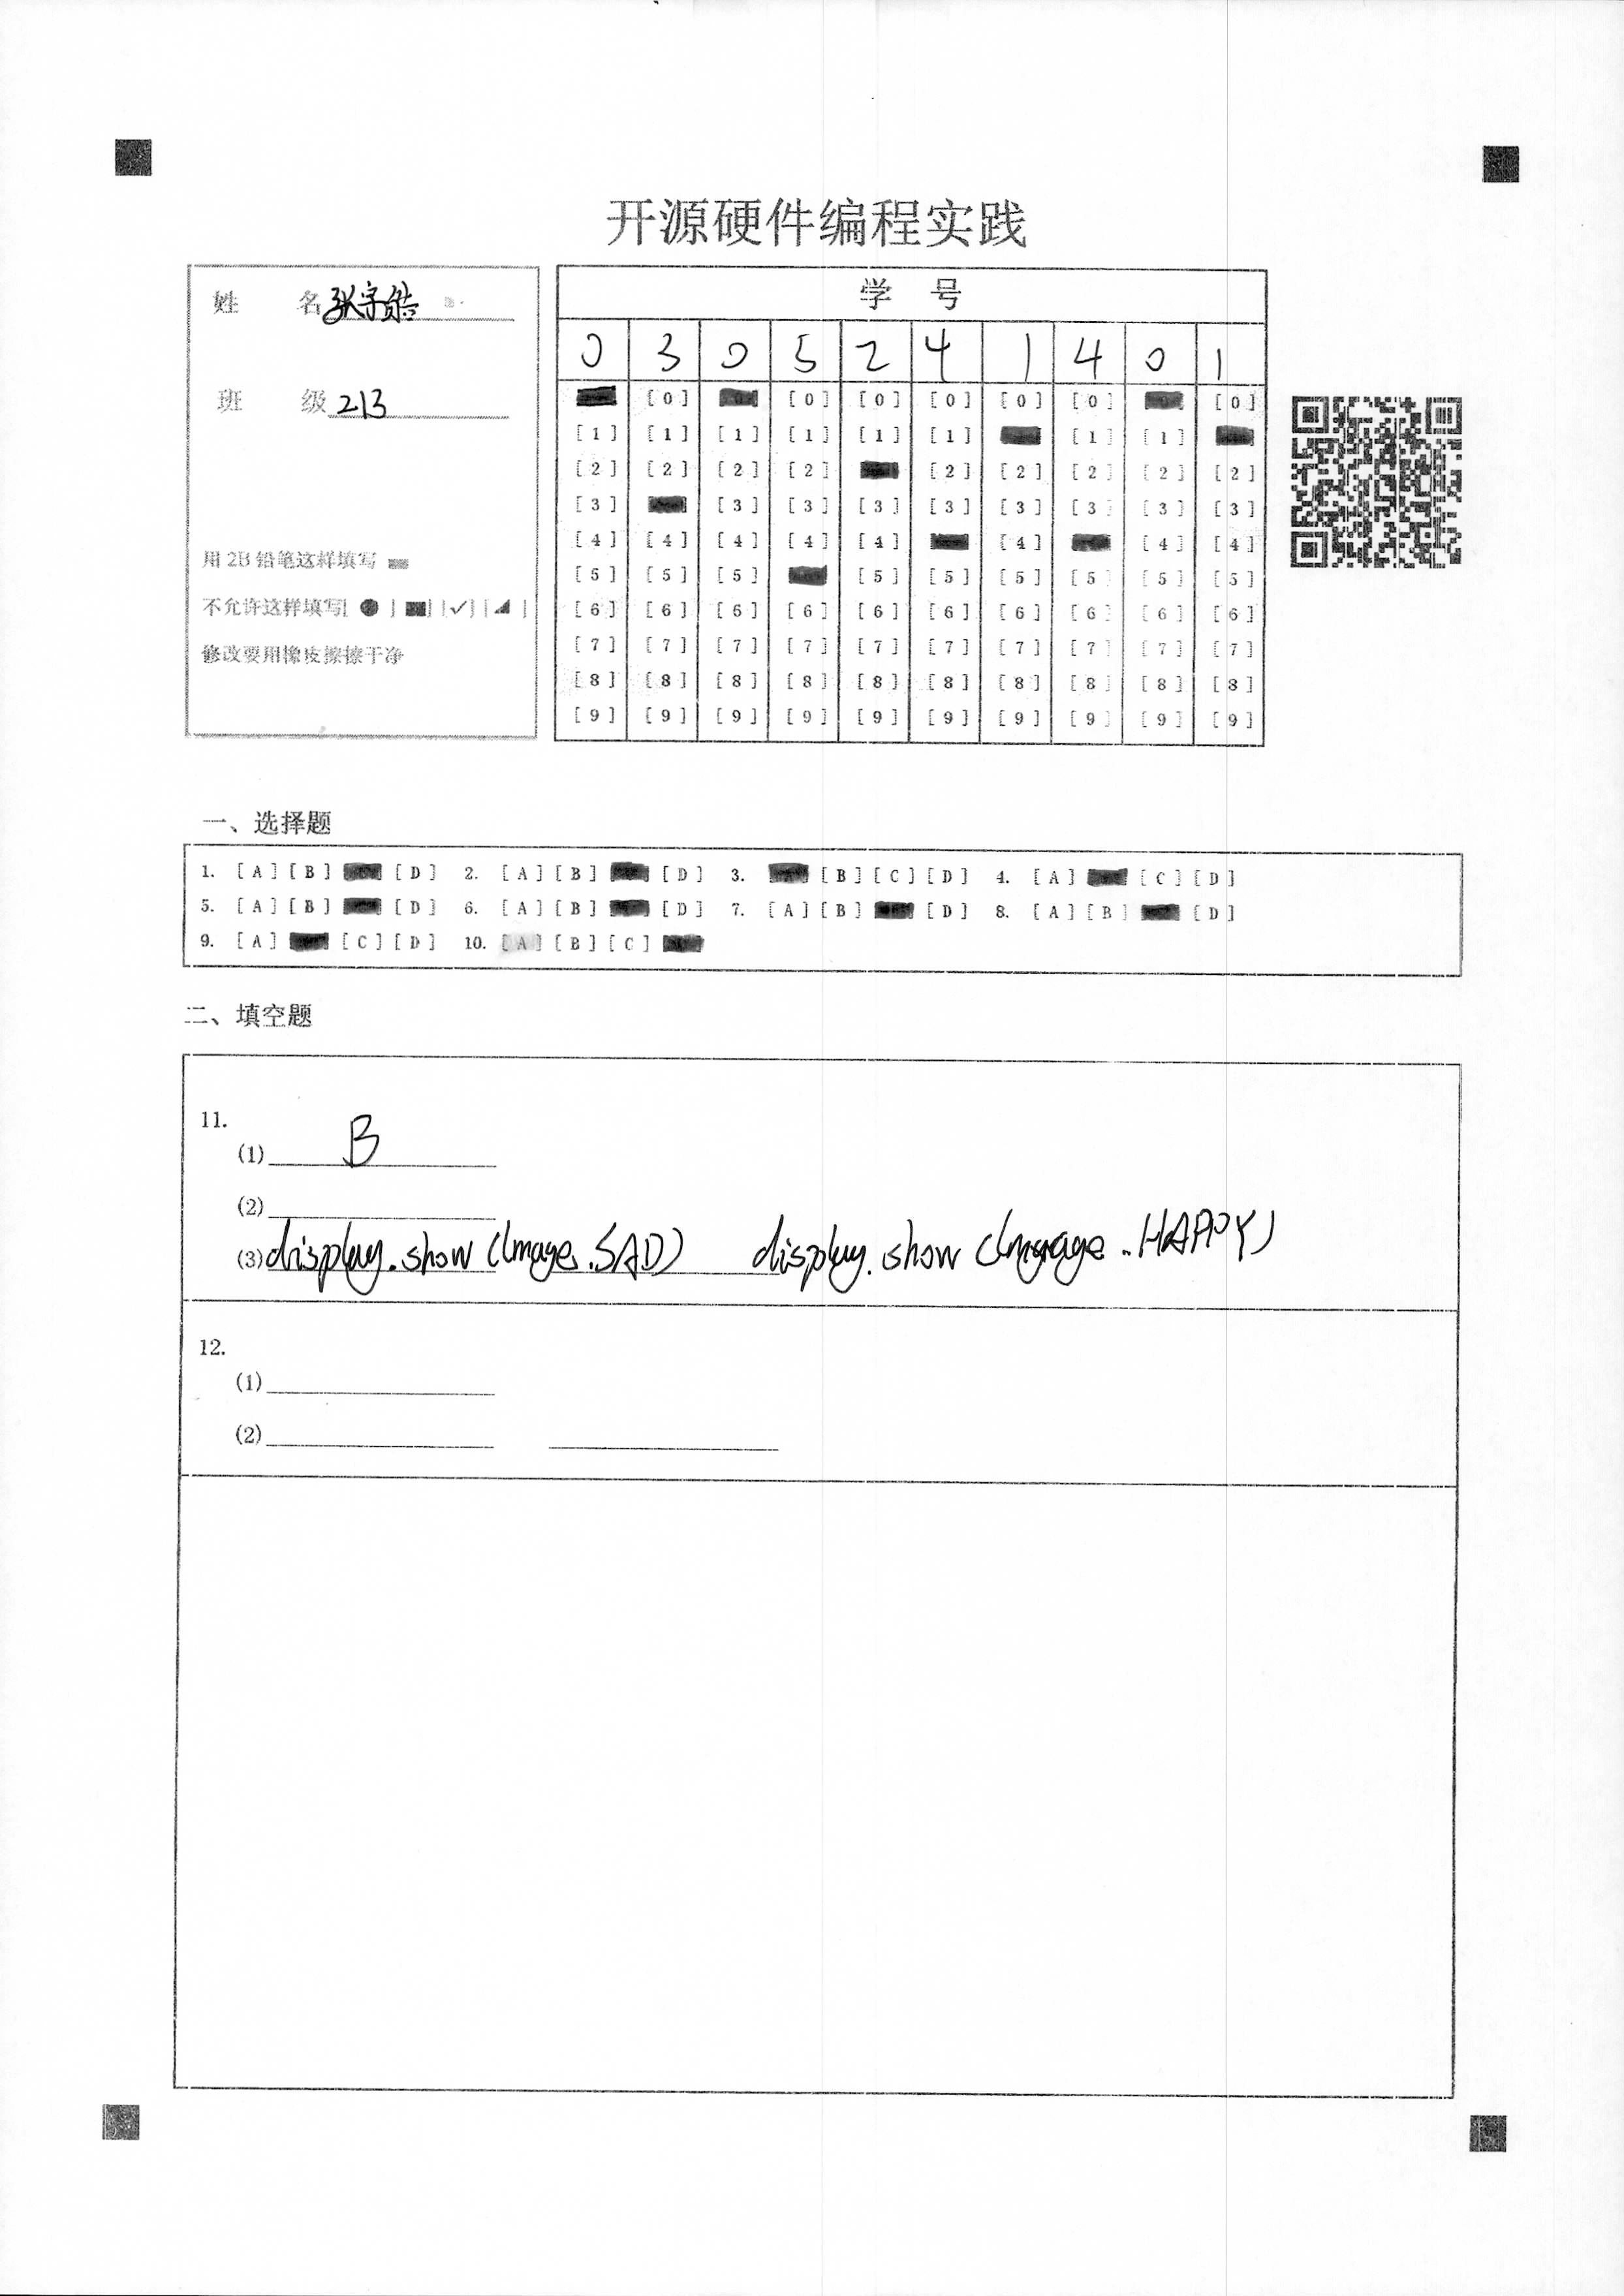 开源硬件编程实践
姓 名 张宇皓
班 级 213
用 2B 铅笔这样填写
不允许这样填写[●] [■] [✓] [◢]
修改要用橡皮擦擦干净
学 号
0 3 0 5 2 4 1 4 0 1
[0] [0] [0] [0] [0] [0] [0]
[1] [1] [1] [1] [1] [1] [1] [1]
[2] [2] [2] [2] [2] [2] [2] [2] [2]
[3] [3] [3] [3] [3] [3] [3] [3] [3]
[4] [4] [4] [4] [4] [4] [4] [4]
[5] [5] [5] [5] [5] [5] [5] [5] [5]
[6] [6] [6] [6] [6] [6] [6] [6] [6] [6]
[7] [7] [7] [7] [7] [7] [7] [7] [7] [7]
[8] [8] [8] [8] [8] [8] [8] [8] [8] [8]
[9] [9] [9] [9] [9] [9] [9] [9] [9] [9]
一、选择题
1. [A] [B] [D] 2. [A] [B] [D] 3. [B] [C] [D] 4. [A] [C] [D]
5. [A] [B] [D] 6. [A] [B] [D] 7. [A] [B] [D] 8. [A] [B] [D]
9. [A] [C] [D] 10. [A] [B] [C]
二、填空题
11.
(1) B
(2)
(3) display.show(Image.SAD) display.show(Imgage..HAPPY)
12.
(1)
(2)